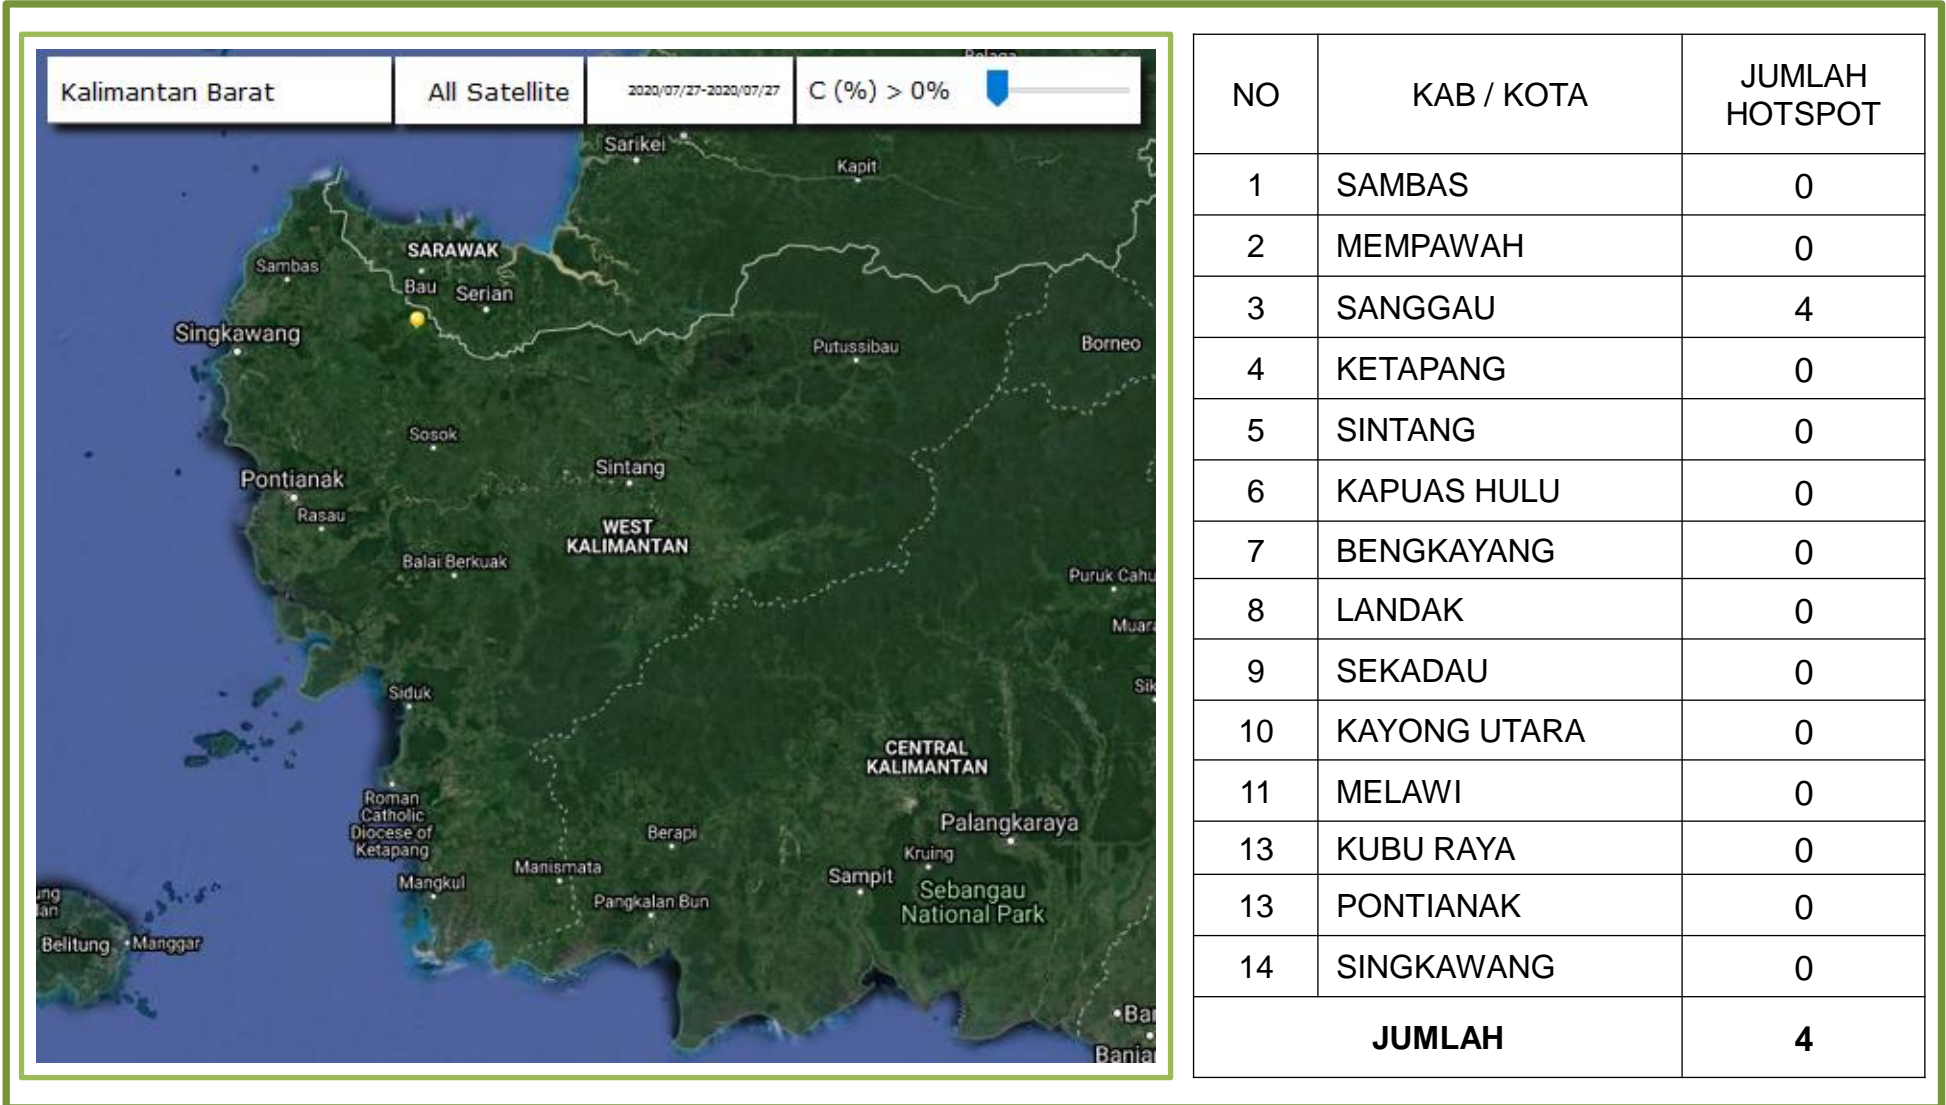 Kalimantan Barat
All Satellite
2020/07/27-2020/07/27
C (%) > 0%
Sarikei
Kapit
SARAWAK
Sambas
Bau
Serian
Singkawang
Putussibau
Borneo
Sosok
Sintang
Pontianak
Rasau
WEST
KALIMANTAN
Balai Berkuak
Puruk Cahu
Siduk
CENTRAL
KALIMANTAN
Roman
Catholic
Diocese of
Ketapang
Berapi
Palangkaraya
Kruing
Manismata
Sampit
Mangkul
Sebangau
National Park
Pangkalan Bun
Belitung
Manggar
NO KAB / KOTA JUMLAH
HOTSPOT
1 SAMBAS 0
2 MEMPAWAH 0
3 SANGGAU 4
4 KETAPANG 0
5 SINTANG 0
6 KAPUAS HULU 0
7 BENGKAYANG 0
8 LANDAK 0
9 SEKADAU 0
10 KAYONG UTARA 0
11 MELAWI 0
13 KUBU RAYA 0
13 PONTIANAK 0
14 SINGKAWANG 0
JUMLAH 4